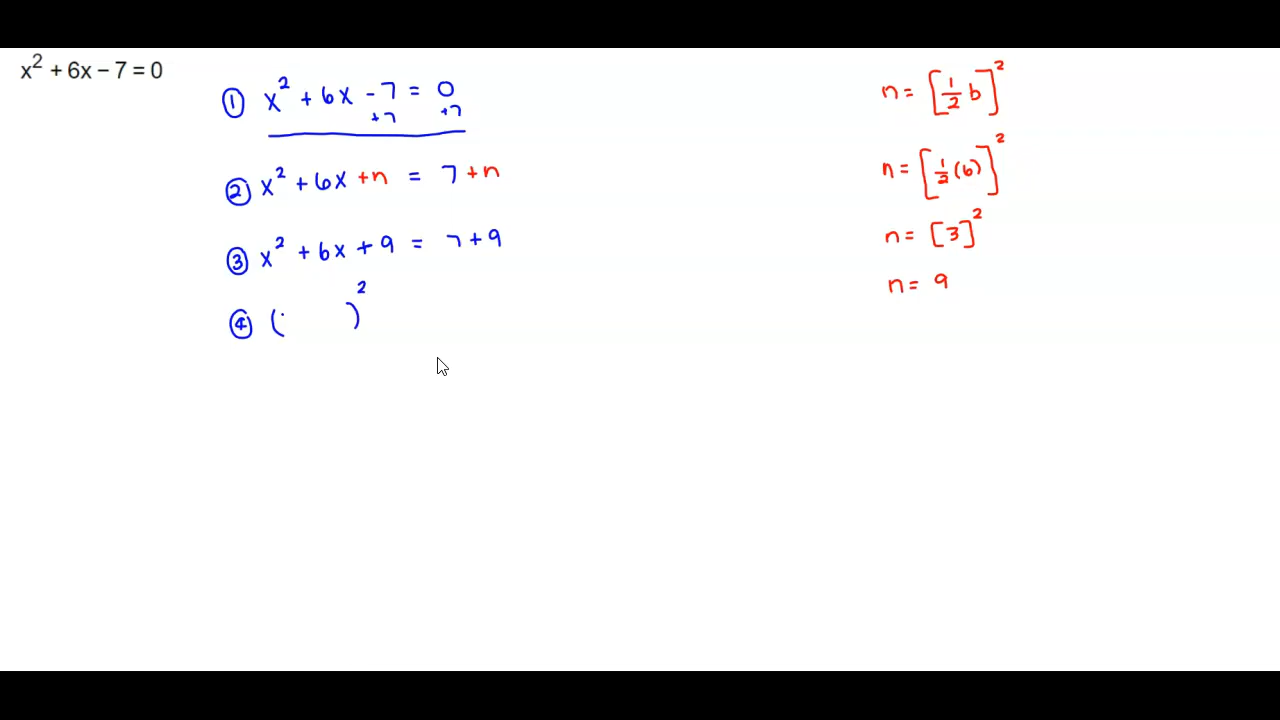 x² + 6x − 7 = 0
① x² + 6x - 7 = 0
+7 +7
② x² + 6x + n = 7 + n
③ x² + 6x + 9 = 7 + 9
④ ( )²
n = [1/2 b]²
n = [1/2 (6)]²
n = [3]²
n = 9